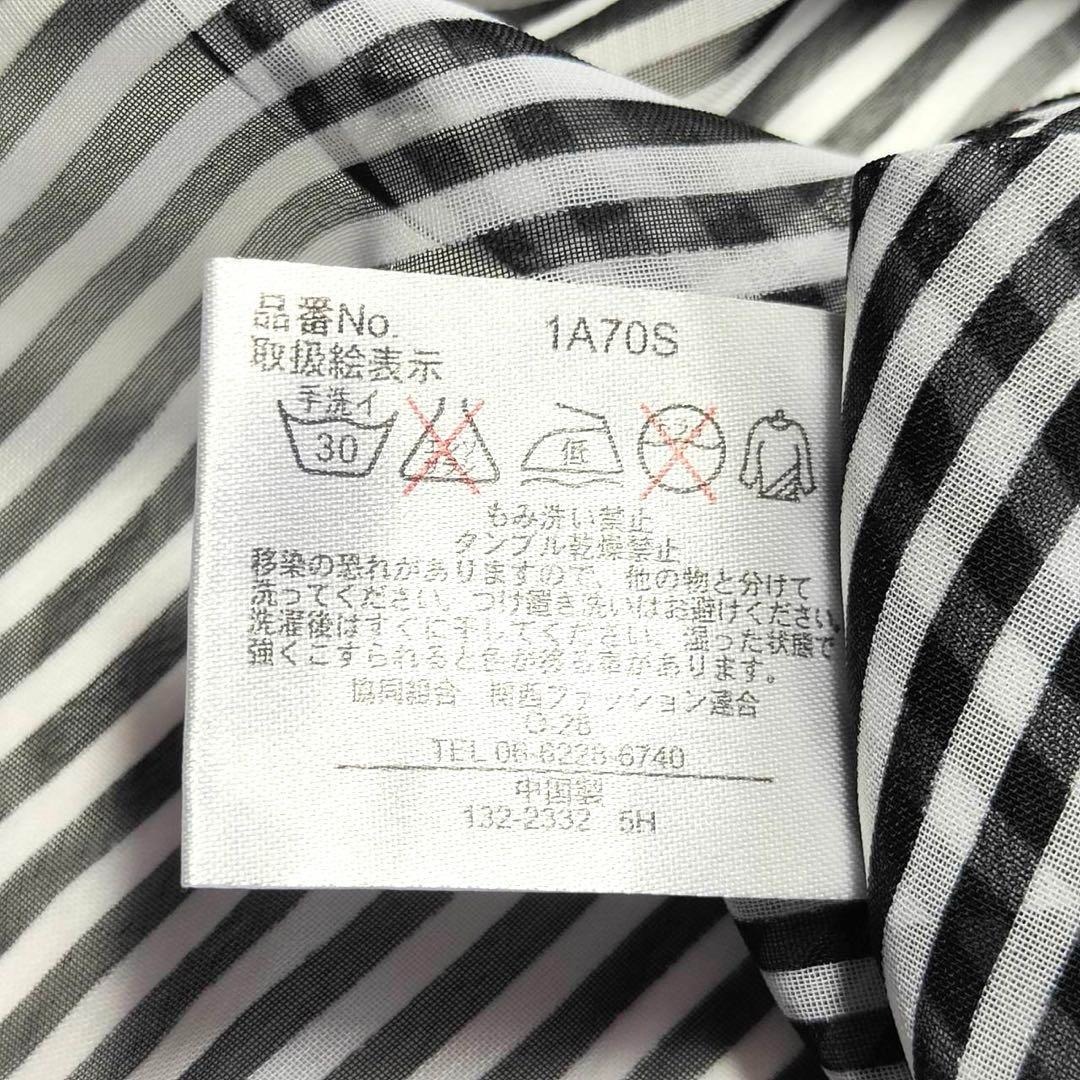 品番No. 1A70S
取扱絵表示
手洗イ
30
低
もみ洗い禁止
タンブル乾燥禁止
移染の恐れがありますので、他の物と分けて
洗ってください。つけ置き洗いはお避けください。
洗濯後はすぐに干してください。湿った状態で
強くこすられると色が移る事があります。
協同組合 関西ファッション連合
C-28
TEL 06-6228-6740
中国製
132-2332 5H